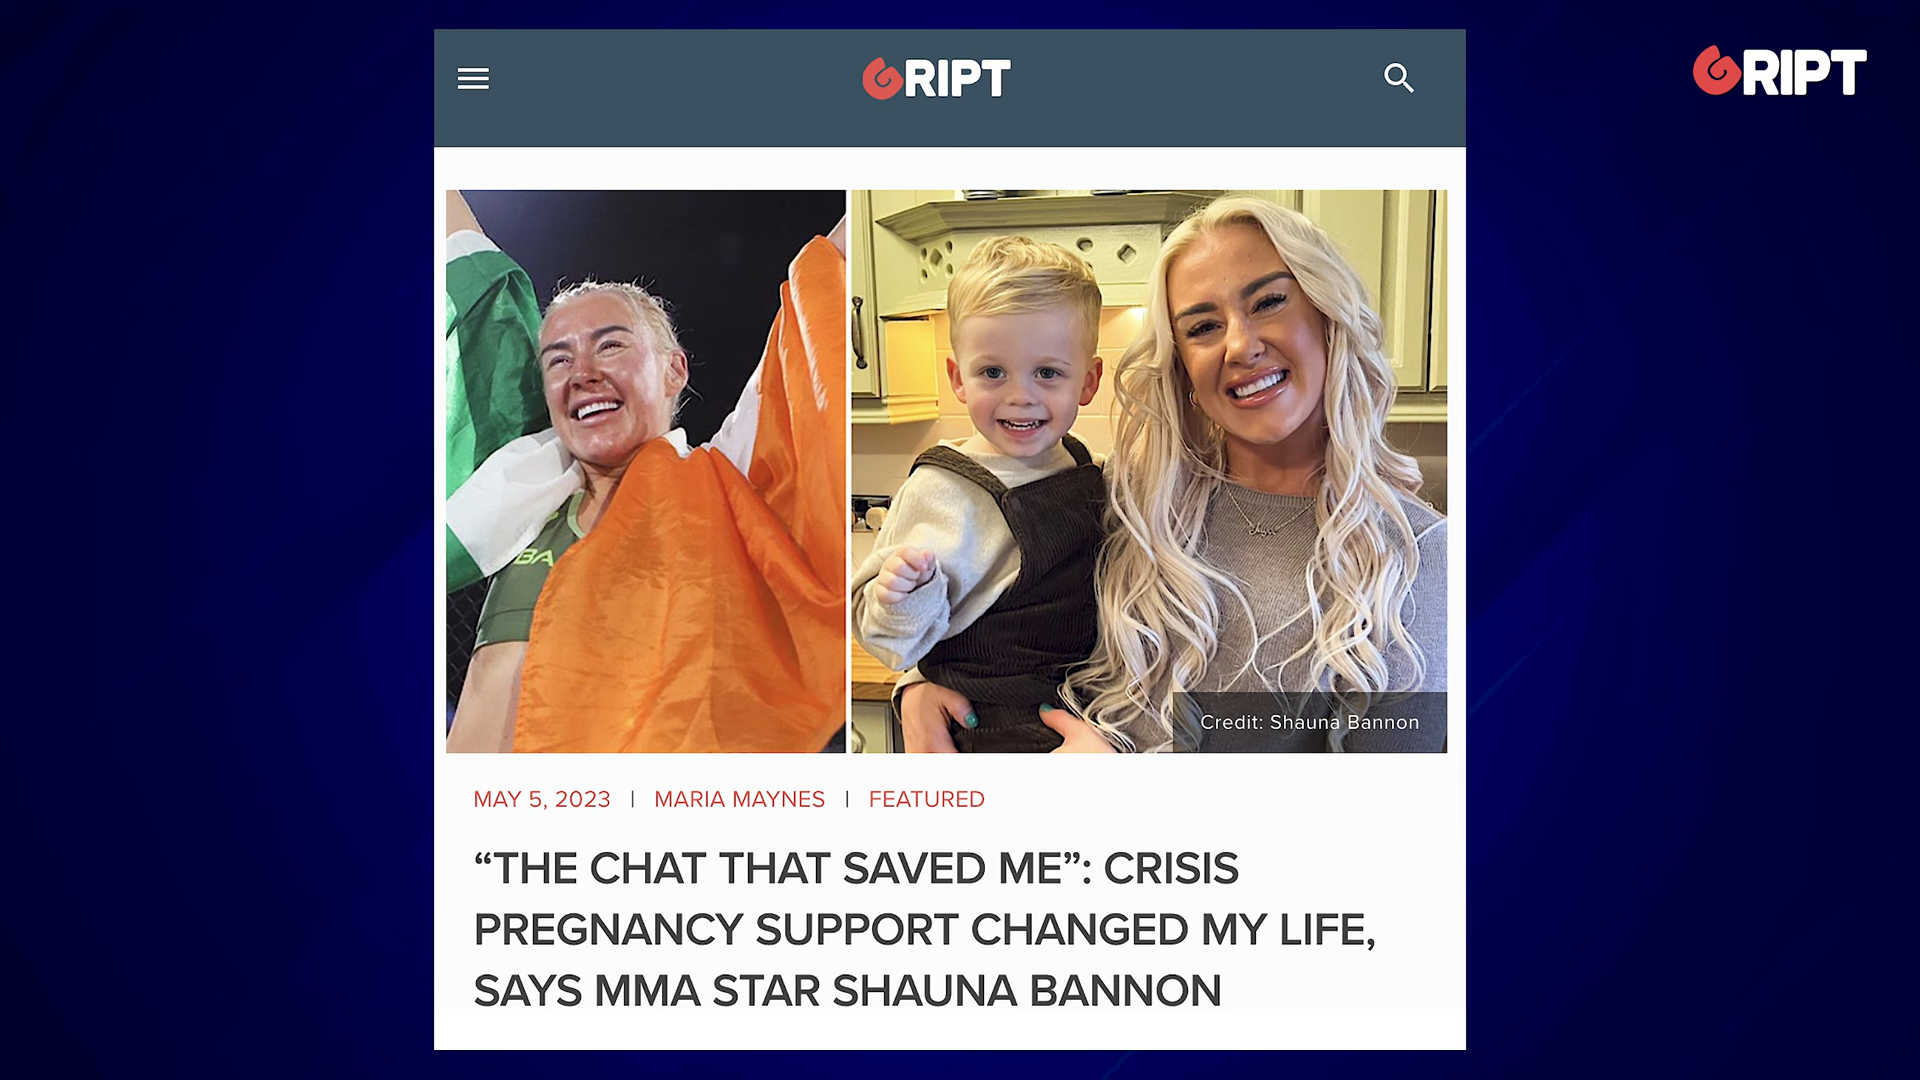 GRIPT
GRIPT
BA
Credit: Shauna Bannon
MAY 5, 2023 | MARIA MAYNES | FEATURED
“THE CHAT THAT SAVED ME”: CRISIS
PREGNANCY SUPPORT CHANGED MY LIFE,
SAYS MMA STAR SHAUNA BANNON